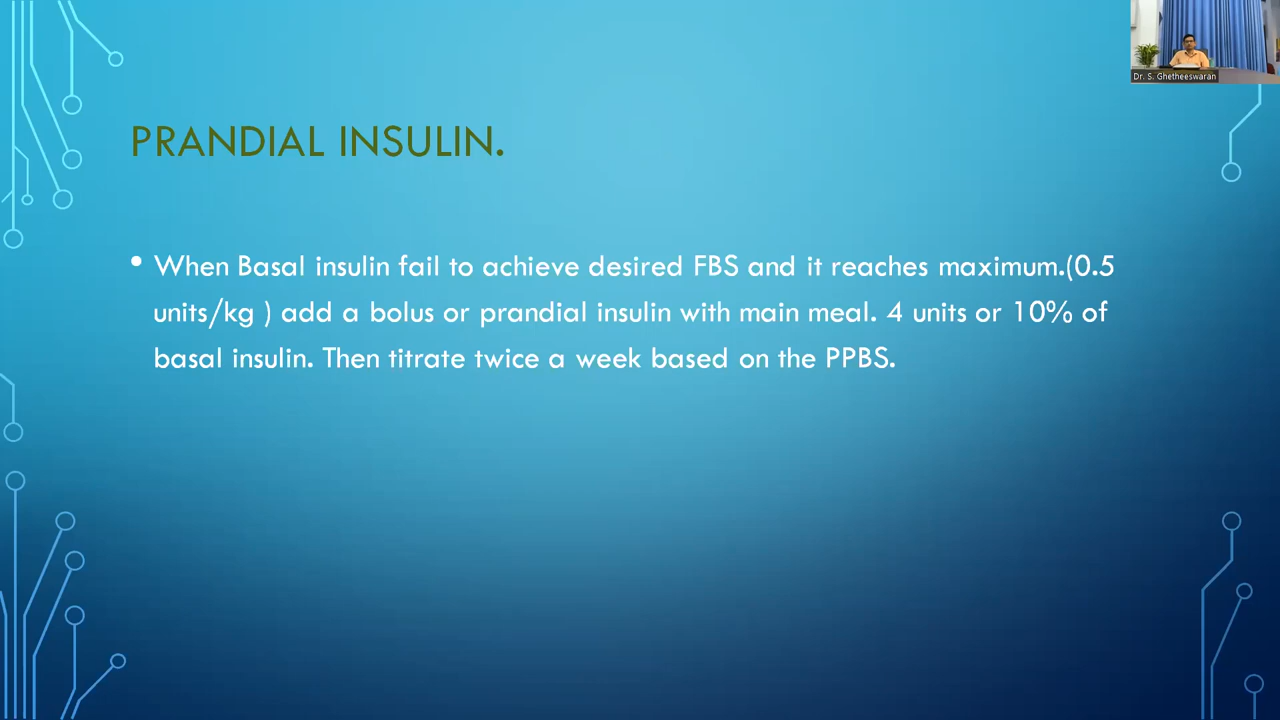 Dr. S. Ghetheeswaran
PRANDIAL INSULIN.
• When Basal insulin fail to achieve desired FBS and it reaches maximum.(0.5
units/kg ) add a bolus or prandial insulin with main meal. 4 units or 10% of
basal insulin. Then titrate twice a week based on the PPBS.